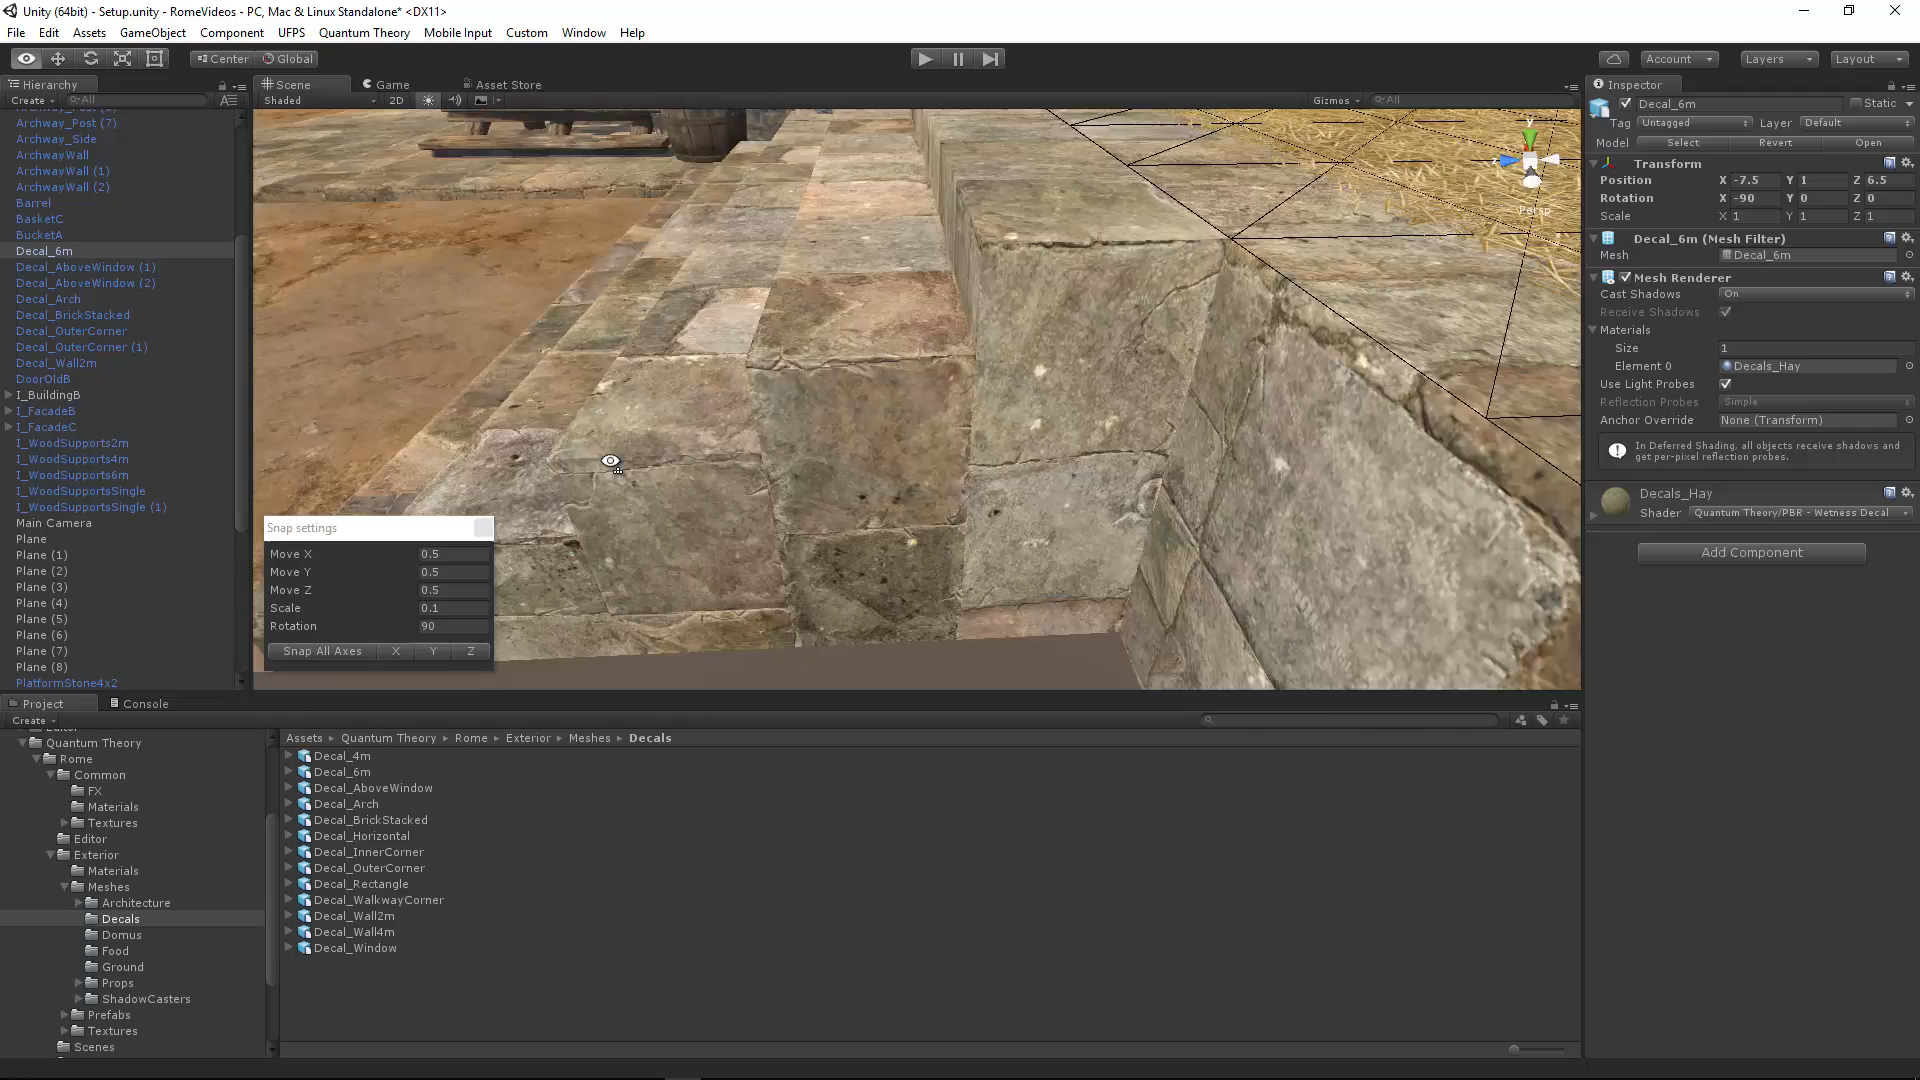 Unity (64bit) - Setup.unity - RomeVideos - PC, Mac & Linux Standalone* <DX11>
File Edit Assets GameObject Component UFPS Quantum Theory Mobile Input Custom Window Help
Center Global Account Layers Layout
Hierarchy
Create All
Archway_Post (7)
Archway_Side
ArchwayWall
ArchwayWall (1)
ArchwayWall (2)
Barrel
BasketC
BucketA
Decal_6m
Decal_AboveWindow (1)
Decal_AboveWindow (2)
Decal_Arch
Decal_BrickStacked
Decal_OuterCorner
Decal_OuterCorner (1)
Decal_Wall2m
DoorOldB
I_BuildingB
I_FacadeB
I_FacadeC
I_WoodSupports2m
I_WoodSupports4m
I_WoodSupports6m
I_WoodSupportsSingle
I_WoodSupportsSingle (1)
Main Camera
Plane
Plane (1)
Plane (2)
Plane (3)
Plane (4)
Plane (5)
Plane (6)
Plane (7)
Plane (8)
PlatformStone4x2
Scene Game Asset Store
Shaded 2D Gizmos All
y
z
Persp
Snap settings
Move X 0.5
Move Y 0.5
Move Z 0.5
Scale 0.1
Rotation 90
Snap All Axes X Y Z
Inspector
Decal_6m Static
Tag Untagged Layer Default
Model Select Revert Open
Transform
Position X -7.5 Y 1 Z 6.5
Rotation X -90 Y 0 Z 0
Scale X 1 Y 1 Z 1
Decal_6m (Mesh Filter)
Mesh Decal_6m
Mesh Renderer
Cast Shadows On
Receive Shadows
Materials
Size 1
Element 0 Decals_Hay
Use Light Probes
Reflection Probes Simple
Anchor Override None (Transform)
In Deferred Shading, all objects receive shadows and
get per-pixel reflection probes.
Decals_Hay
Shader Quantum Theory/PBR - Wetness Decal
Add Component
Project Console
Create
Quantum Theory
Rome
Common
FX
Materials
Textures
Editor
Exterior
Materials
Meshes
Architecture
Decals
Domus
Food
Ground
Props
ShadowCasters
Prefabs
Textures
Scenes
Assets Quantum Theory Rome Exterior Meshes Decals
Decal_4m
Decal_6m
Decal_AboveWindow
Decal_Arch
Decal_BrickStacked
Decal_Horizontal
Decal_InnerCorner
Decal_OuterCorner
Decal_Rectangle
Decal_WalkwayCorner
Decal_Wall2m
Decal_Wall4m
Decal_Window